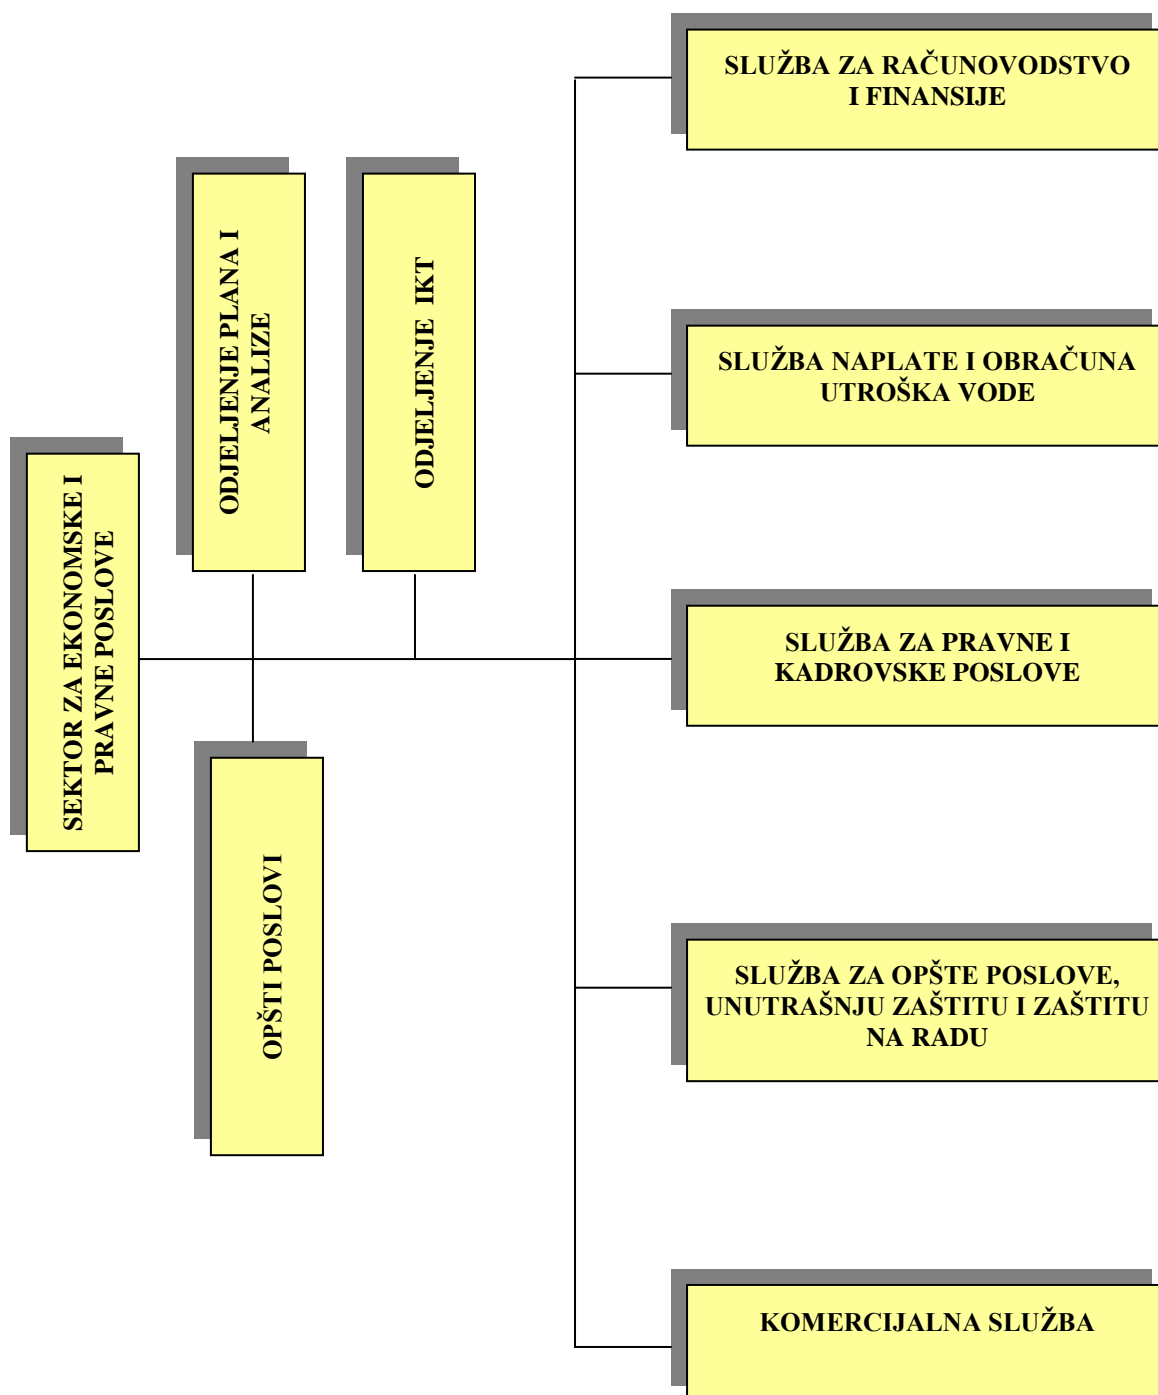 SEKTOR ZA EKONOMSKE I
PRAVNE POSLOVE
ODJELJENJE PLANA I
ANALIZE
ODJELJENJE IKT
OPŠTI POSLOVI
SLUŽBA ZA RAČUNOVODSTVO
I FINANSIJE
SLUŽBA NAPLATE I OBRAČUNA
UTROŠKA VODE
SLUŽBA ZA PRAVNE I
KADROVSKE POSLOVE
SLUŽBA ZA OPŠTE POSLOVE,
UNUTRAŠNJU ZAŠTITU I ZAŠTITU
NA RADU
KOMERCIJALNA SLUŽBA